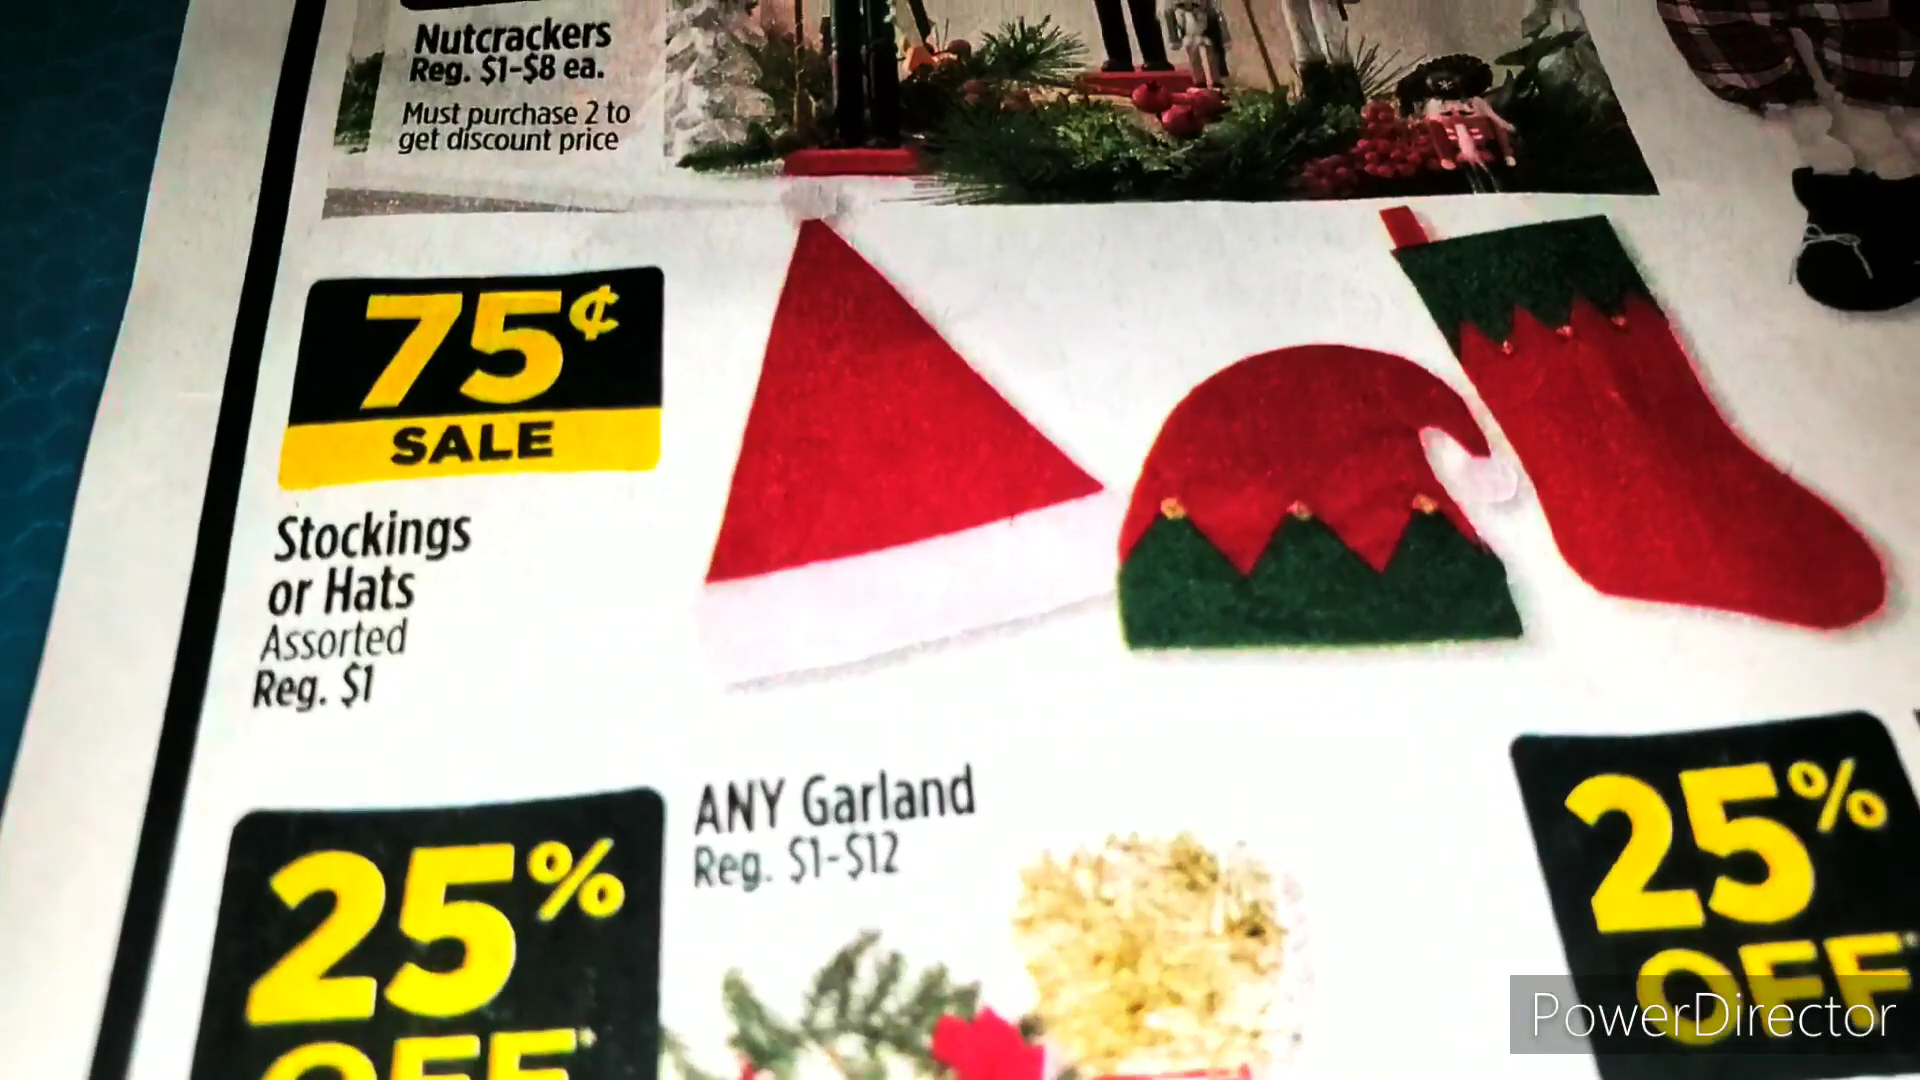 Nutcrackers
Reg. $1-$8 ea.
Must purchase 2 to
get discount price
75¢
SALE
Stockings
or Hats
Assorted
Reg. $1
25%
OFF*
ANY Garland
Reg. $1-$12
25%
OFF*
PowerDirector